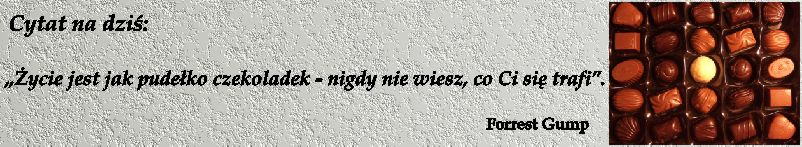 Cytat na dziś:
„Życie jest jak pudełko czekoladek - nigdy nie wiesz, co Ci się trafi”.
Forrest Gump